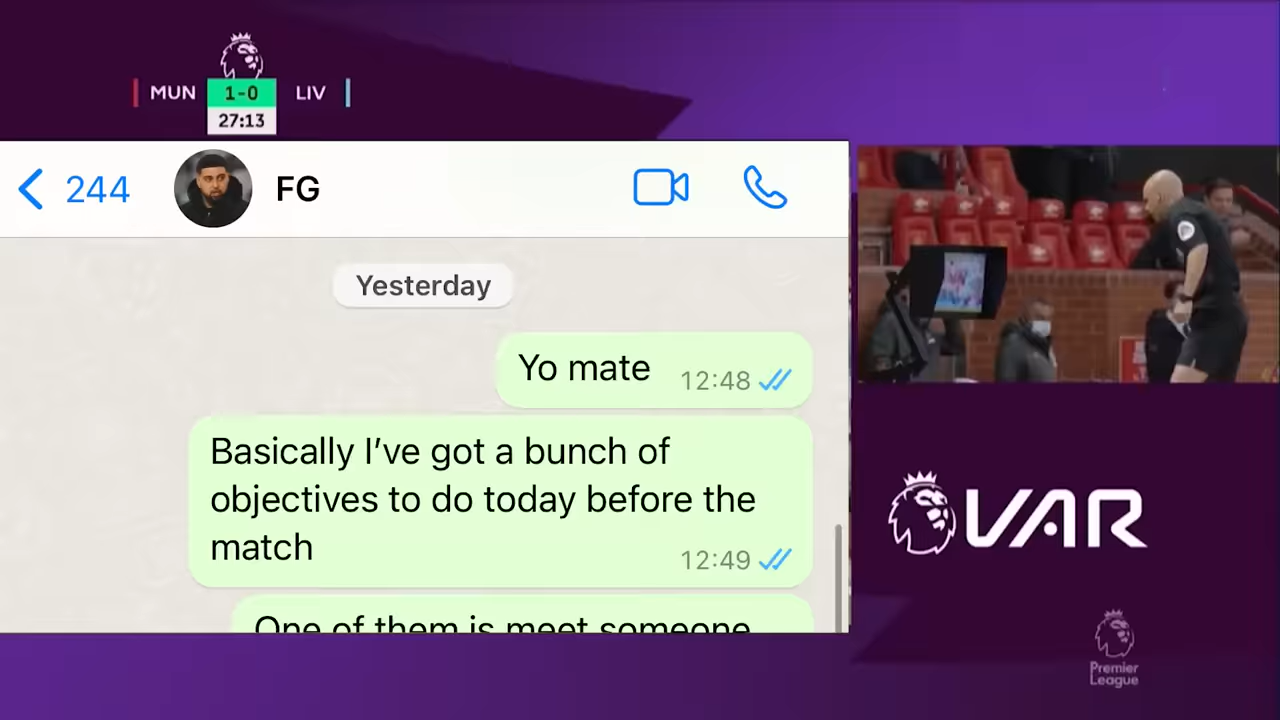 MUN 1-0 LIV
27:13
244 FG
Yesterday
Yo mate 12:48
Basically I've got a bunch of
objectives to do today before the
match 12:49
One of them is meet someone
VAR
Premier
League